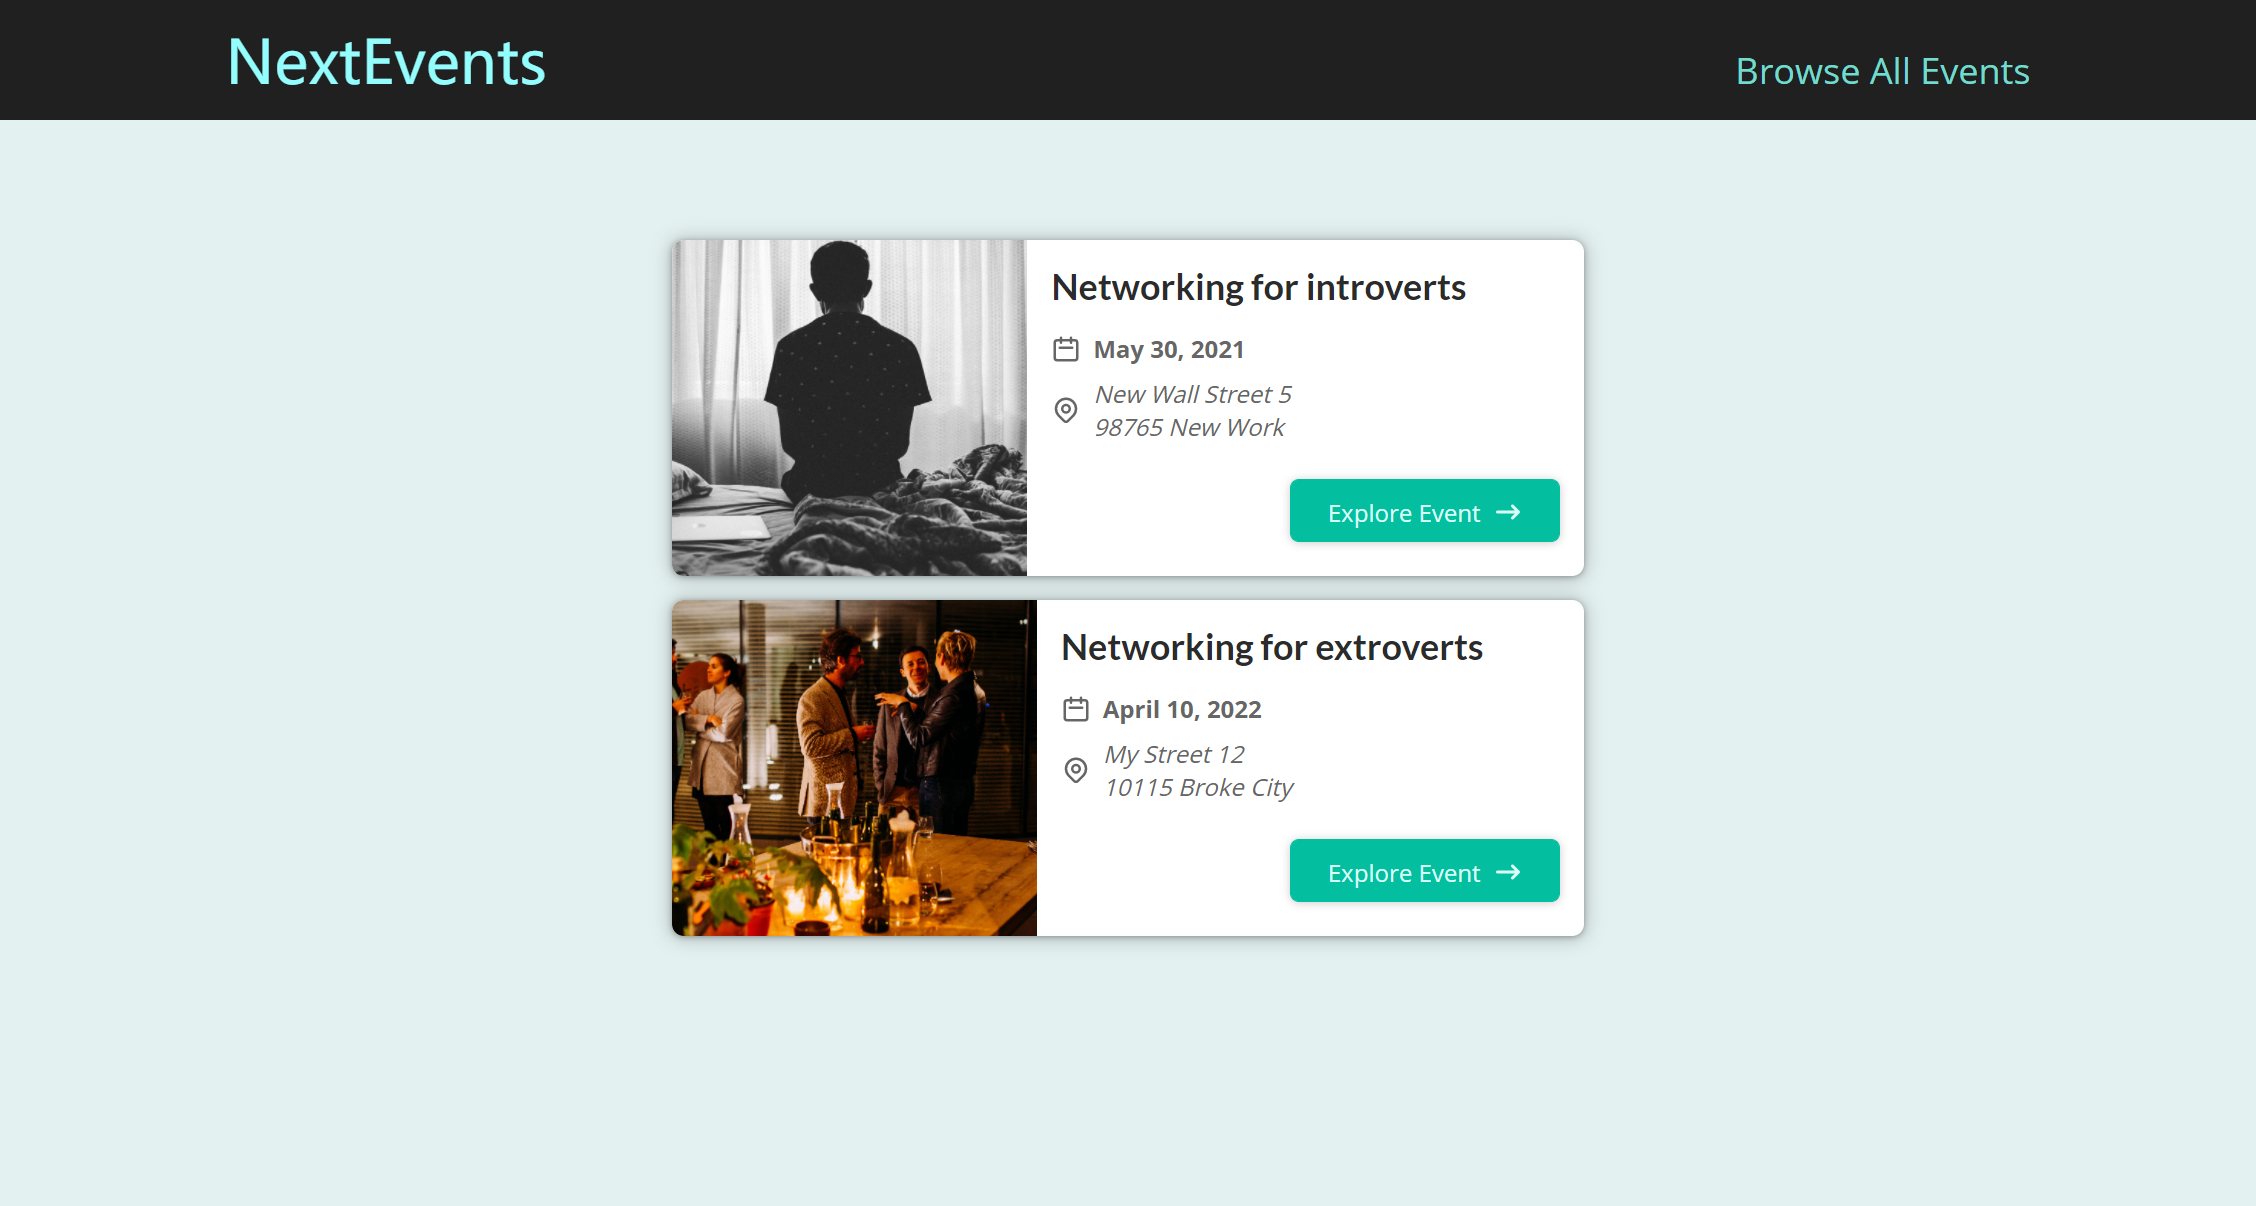 NextEvents
Browse All Events
Networking for introverts
May 30, 2021
New Wall Street 5
98765 New Work
Explore Event
Networking for extroverts
April 10, 2022
My Street 12
10115 Broke City
Explore Event